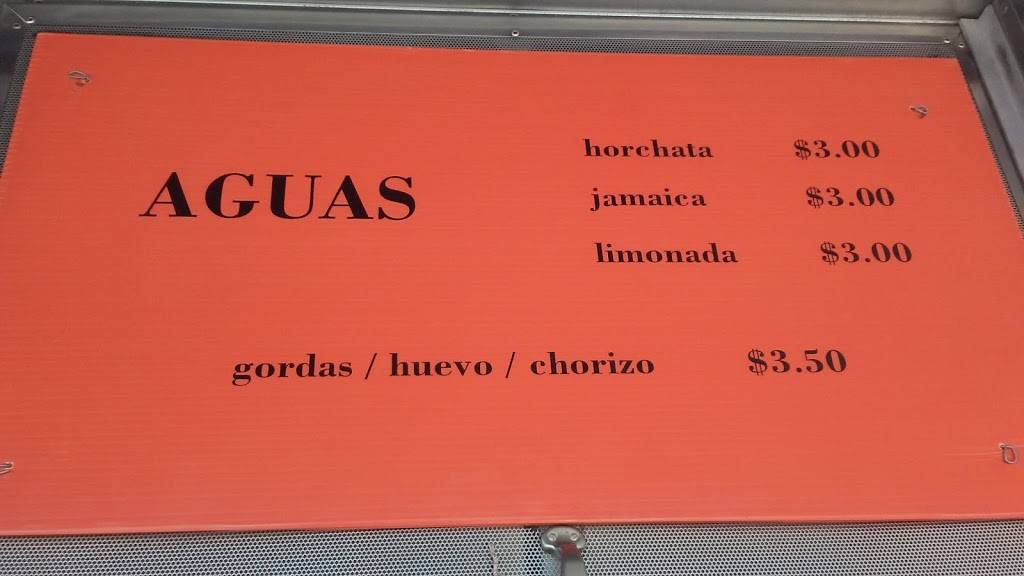 AGUAS
horchata $3.00
jamaica $3.00
limonada $3.00
gordas / huevo / chorizo $3.50